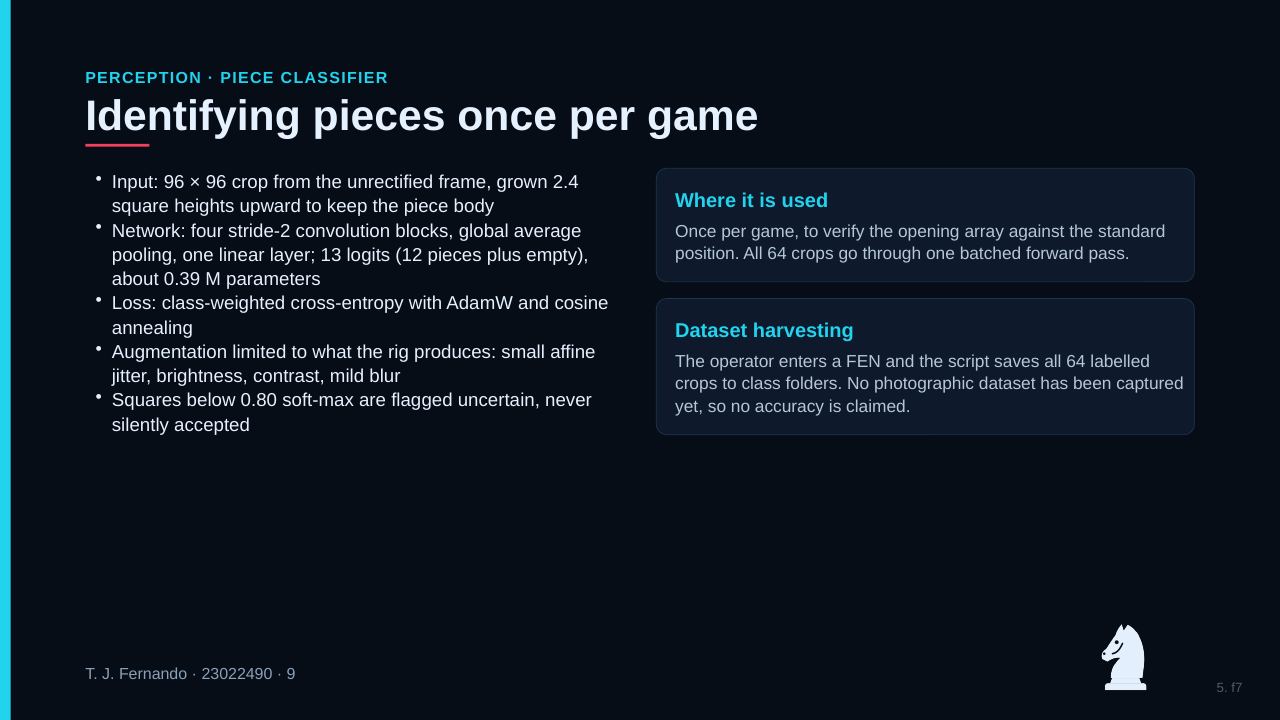 PERCEPTION · PIECE CLASSIFIER
Identifying pieces once per game
• Input: 96 × 96 crop from the unrectified frame, grown 2.4
square heights upward to keep the piece body
• Network: four stride-2 convolution blocks, global average
pooling, one linear layer; 13 logits (12 pieces plus empty),
about 0.39 M parameters
• Loss: class-weighted cross-entropy with AdamW and cosine
annealing
• Augmentation limited to what the rig produces: small affine
jitter, brightness, contrast, mild blur
• Squares below 0.80 soft-max are flagged uncertain, never
silently accepted
Where it is used
Once per game, to verify the opening array against the standard
position. All 64 crops go through one batched forward pass.
Dataset harvesting
The operator enters a FEN and the script saves all 64 labelled
crops to class folders. No photographic dataset has been captured
yet, so no accuracy is claimed.
T. J. Fernando · 23022490 · 9
5. f7